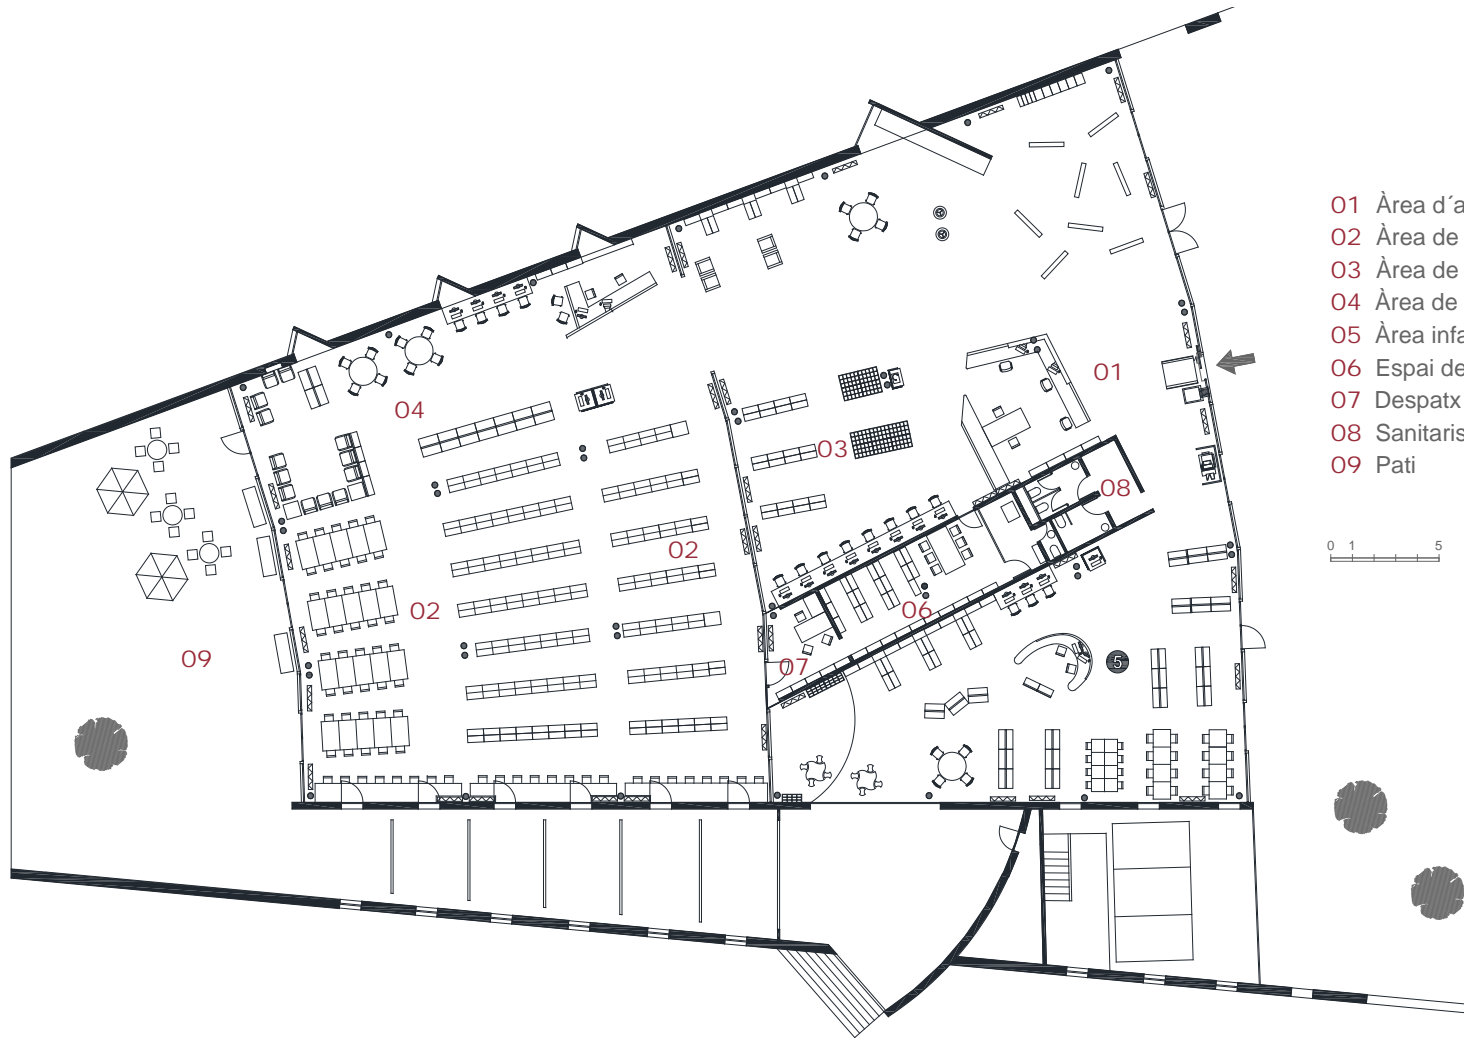 01 Àrea d´a
02 Àrea de
03 Àrea de
04 Àrea de
05 Àrea infa
06 Espai de
07 Despatx
08 Sanitaris
09 Pati
0 1 5
01
04
03
08
02
02
06
09
07
5